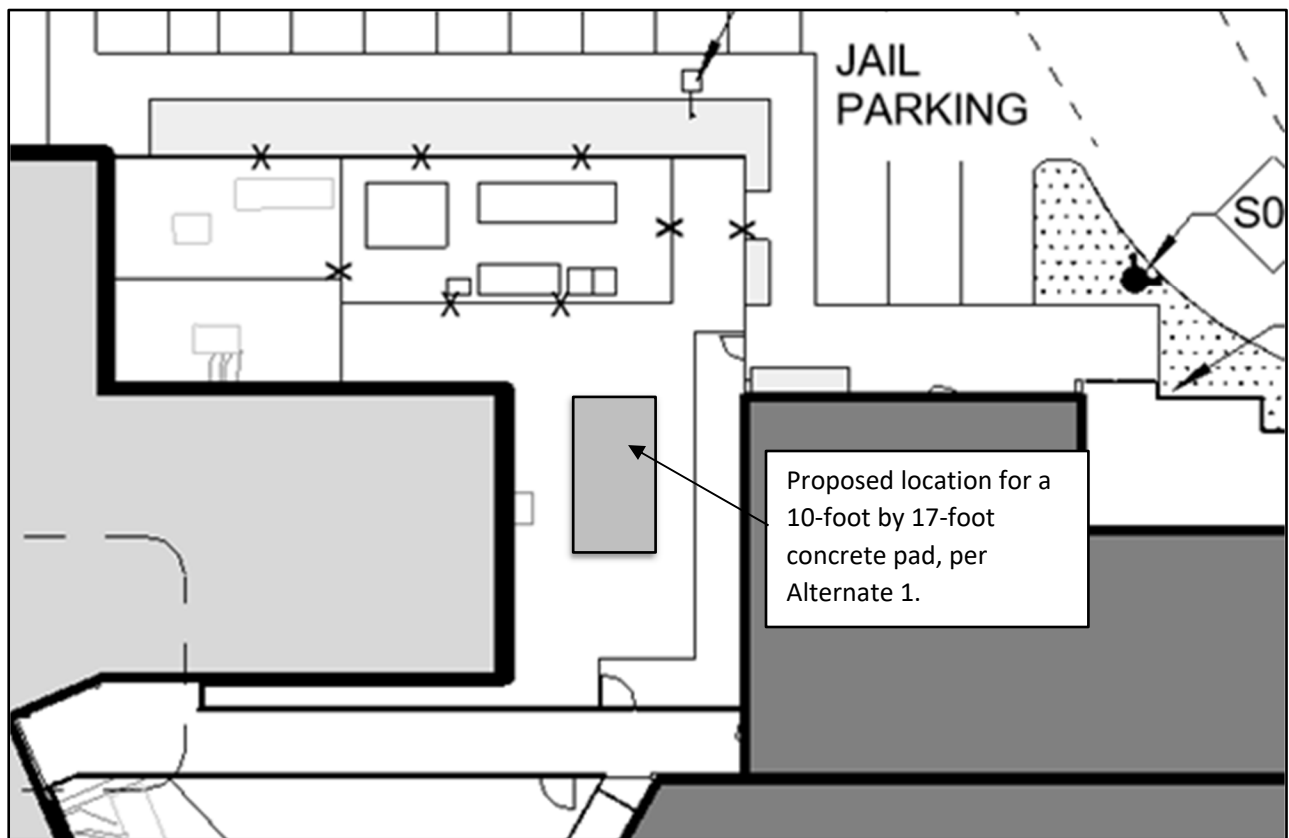 JAIL
PARKING
S0
Proposed location for a
10-foot by 17-foot
concrete pad, per
Alternate 1.